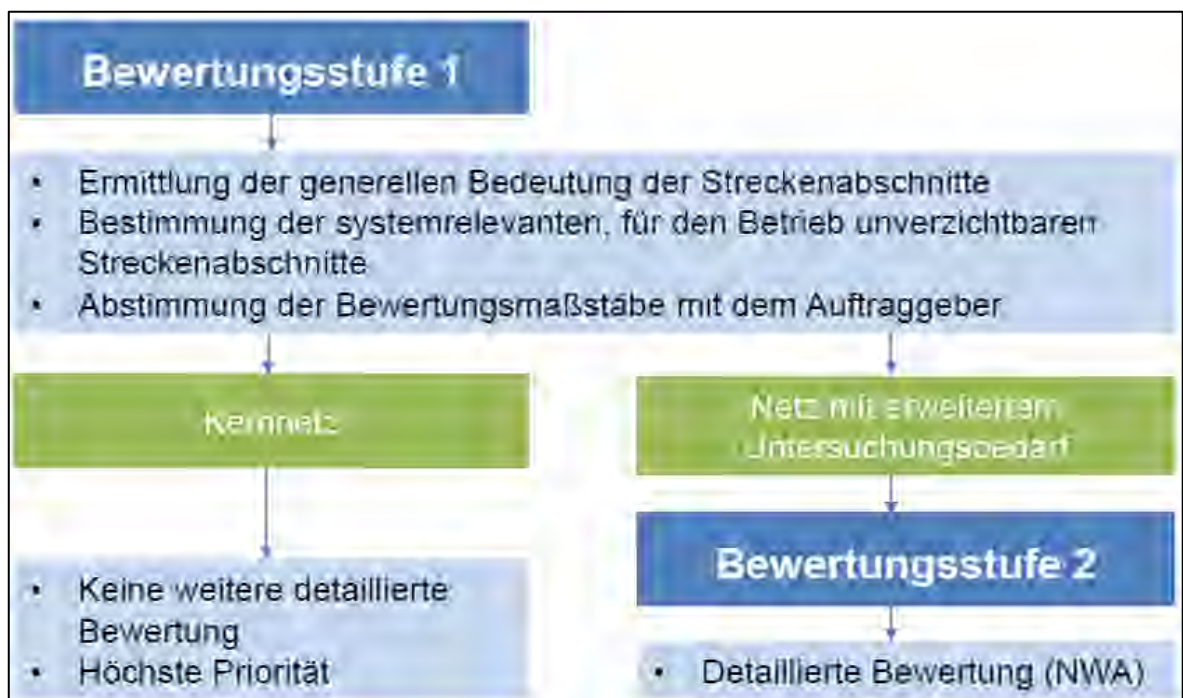 Bewertungsstufe 1
• Ermittlung der generellen Bedeutung der Streckenabschnitte
• Bestimmung der systemrelevanten, für den Betrieb unverzichtbaren
Streckenabschnitte
• Abstimmung der Bewertungsmaßstäbe mit dem Auftraggeber
Kernnetz
Netz mit erweitertem
Untersuchungsbedarf
• Keine weitere detaillierte
Bewertung
• Höchste Priorität
Bewertungsstufe 2
• Detaillierte Bewertung (NWA)